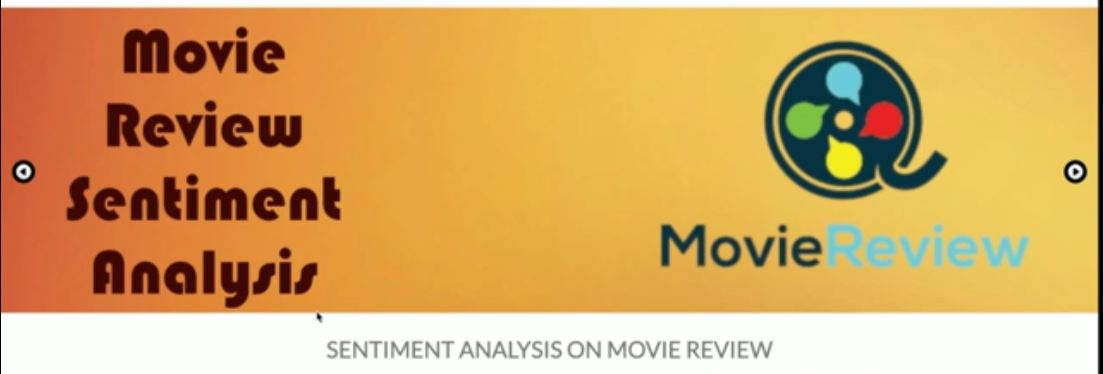 Movie
Review
Sentiment
Analysis
MovieReview
SENTIMENT ANALYSIS ON MOVIE REVIEW